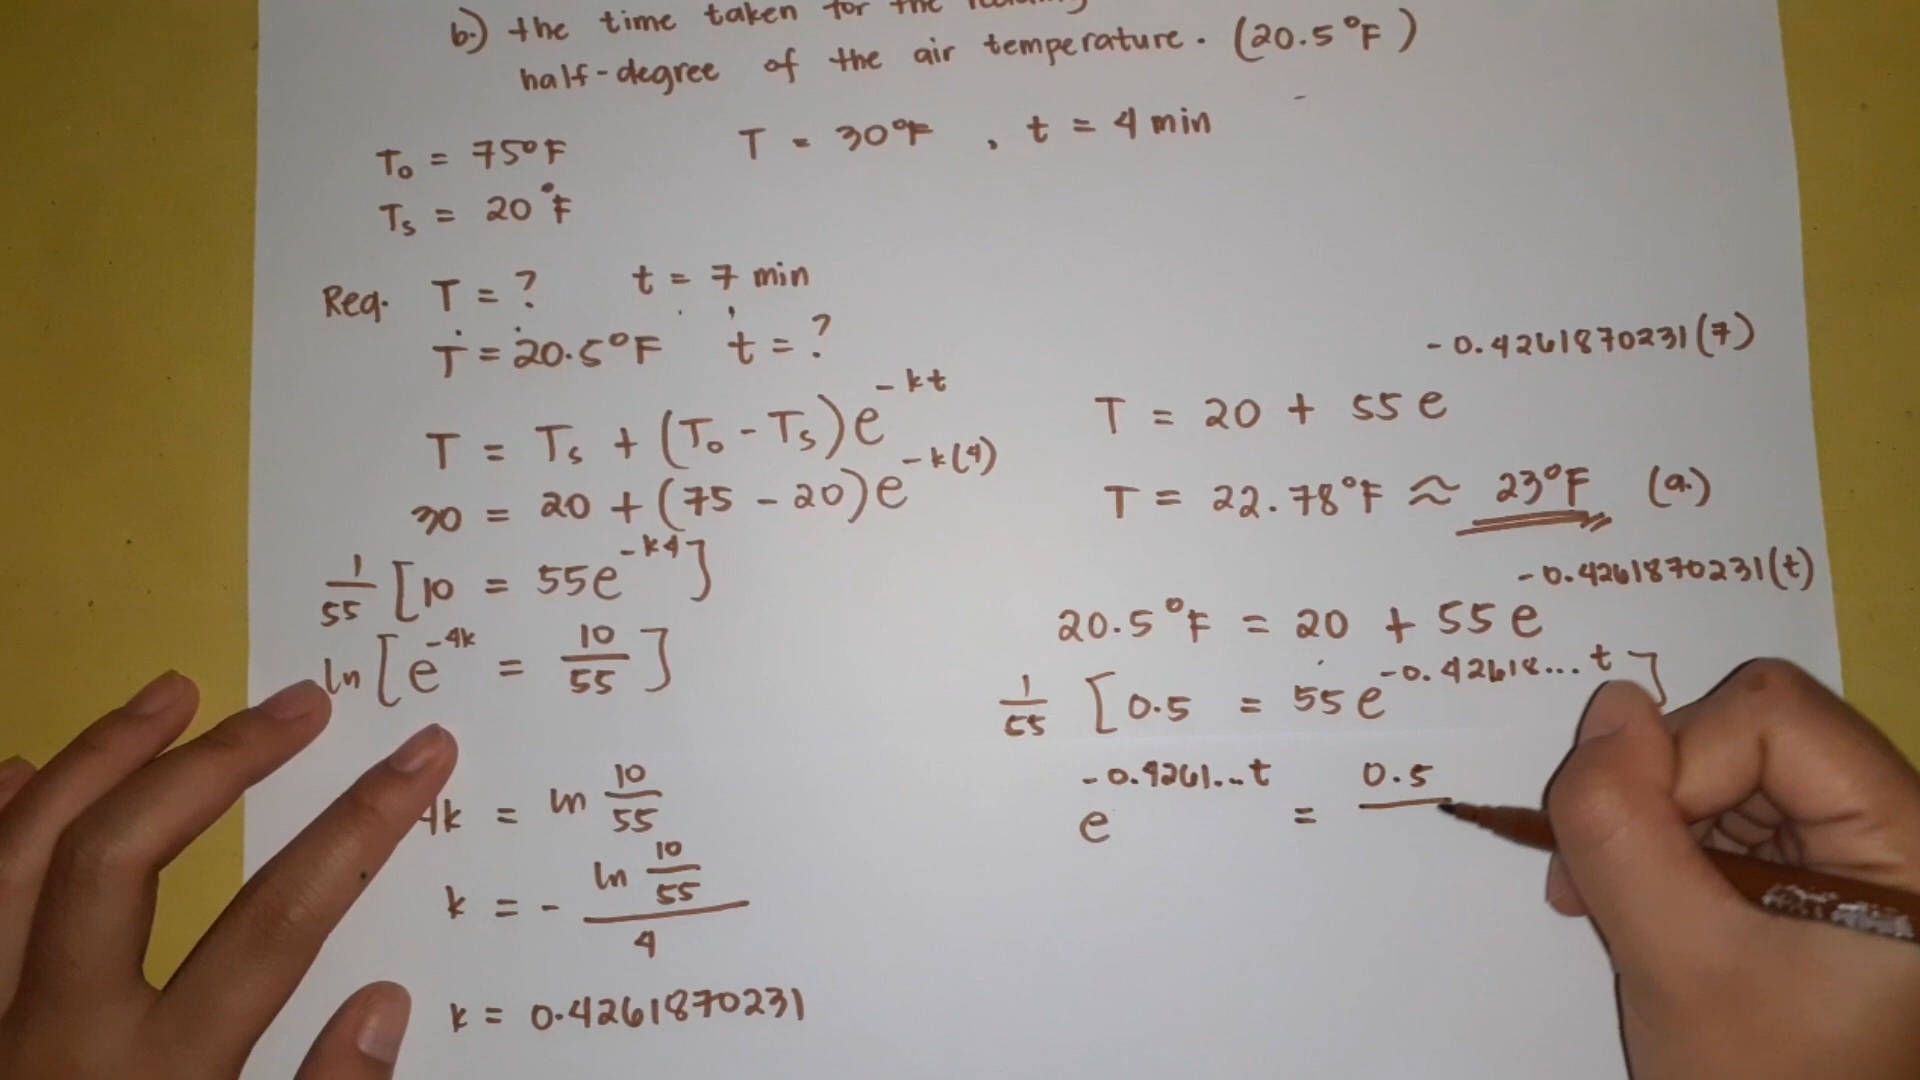 b.) the time taken for the
half-degree of the air temperature. (20.5°F)
T₀ = 75°F
T = 30°F , t = 4 min
Tₛ = 20°F
Req. T = ? t = 7 min
T = 20.5°F t = ?
T = Tₛ + (T₀ - Tₛ)e^-kt
30 = 20 + (75 - 20)e^-k(4)
1/55 [10 = 55e^-k4]
ln [e^-4k = 10/55]
4k = ln 10/55
k = - ln 10/55 / 4
k = 0.4261870231
T = 20 + 55e^-0.4261870231(7)
T = 22.78°F ≈ 23°F (a.)
20.5°F = 20 + 55e^-0.4261870231(t)
1/55 [0.5 = 55e^-0.42618...t]
e^-0.4261...t = 0.5